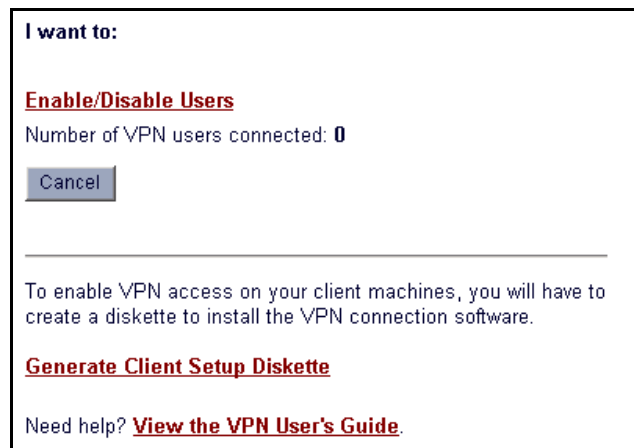 I want to:
Enable/Disable Users
Number of VPN users connected: 0
Cancel
To enable VPN access on your client machines, you will have to
create a diskette to install the VPN connection software.
Generate Client Setup Diskette
Need help? View the VPN User's Guide.